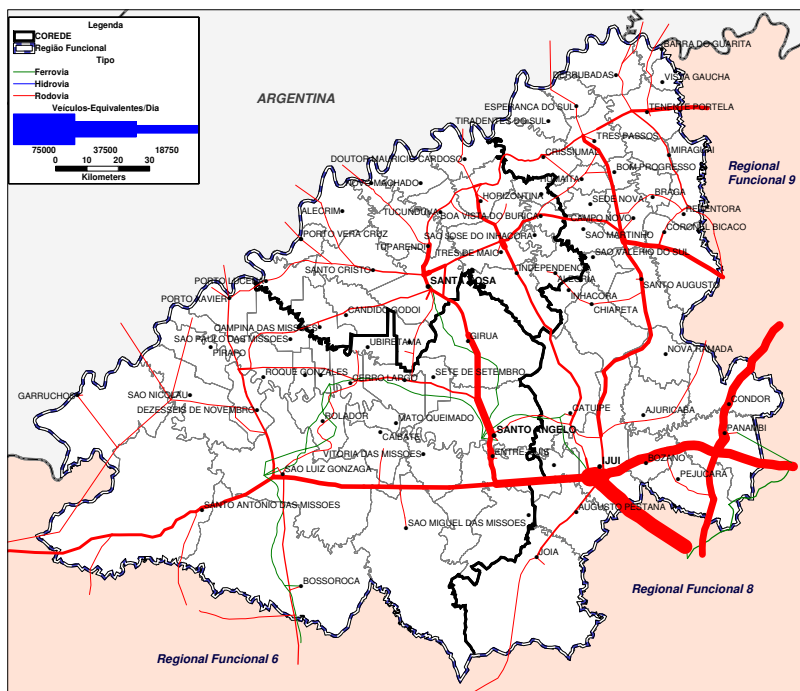 Legenda
COREDE
Região Funcional
Tipo
Ferrovia
Hidrovia
Rodovia
Veículos-Equivalentes/Dia
75000 37500 18750
0 10 20 30
Kilometers
ARGENTINA
BARRA DO GUARITA
DERRUBADAS
VISTA GAUCHA
ESPERANCA DO SUL
TENENTE PORTELA
TIRADENTES DO SUL
TRES PASSOS
MIRAGUAI
CRISSIUMAL
DOUTOR MAURICIO CARDOSO
BOM PROGRESSO
Regional
Funcional 9
HUMAITA
NOVO MACHADO
HORIZONTINA
SEDE NOVA
BRAGA
REDENTORA
ALECRIM
TUCUNDUVA
BOA VISTA DO BURICA
CAMPO NOVO
CORONEL BICACO
SAO MARTINHO
PORTO VERA CRUZ
SAO JOSE DO INHACORA
TUPARENDI
TRES DE MAIO
SAO VALERIO DO SUL
SANTO CRISTO
INDEPENDENCIA
ALEGRIA
SANTO AUGUSTO
PORTO LUCENA
SANTA ROSA
PORTO XAVIER
INHACORA
CHIAPETA
CANDIDO GODOI
CAMPINA DAS MISSOES
SAO PAULO DAS MISSOES
GIRUA
UBIRETAMA
PIRAPO
NOVA RAMADA
ROQUE GONZALES
SETE DE SETEMBRO
CERRO LARGO
GARRUCHOS
SAO NICOLAU
CONDOR
DEZESSEIS DE NOVEMBRO
ROLADOR
MATO QUEIMADO
CATUIPE
AJURICABA
PANAMBI
CAIBATE
SANTO ANGELO
VITORIA DAS MISSOES
ENTRE-IJUIS
IJUI
BOZANO
SAO LUIZ GONZAGA
PEJUCARA
SANTO ANTONIO DAS MISSOES
AUGUSTO PESTANA
SAO MIGUEL DAS MISSOES
JOIA
BOSSOROCA
Regional Funcional 8
Regional Funcional 6